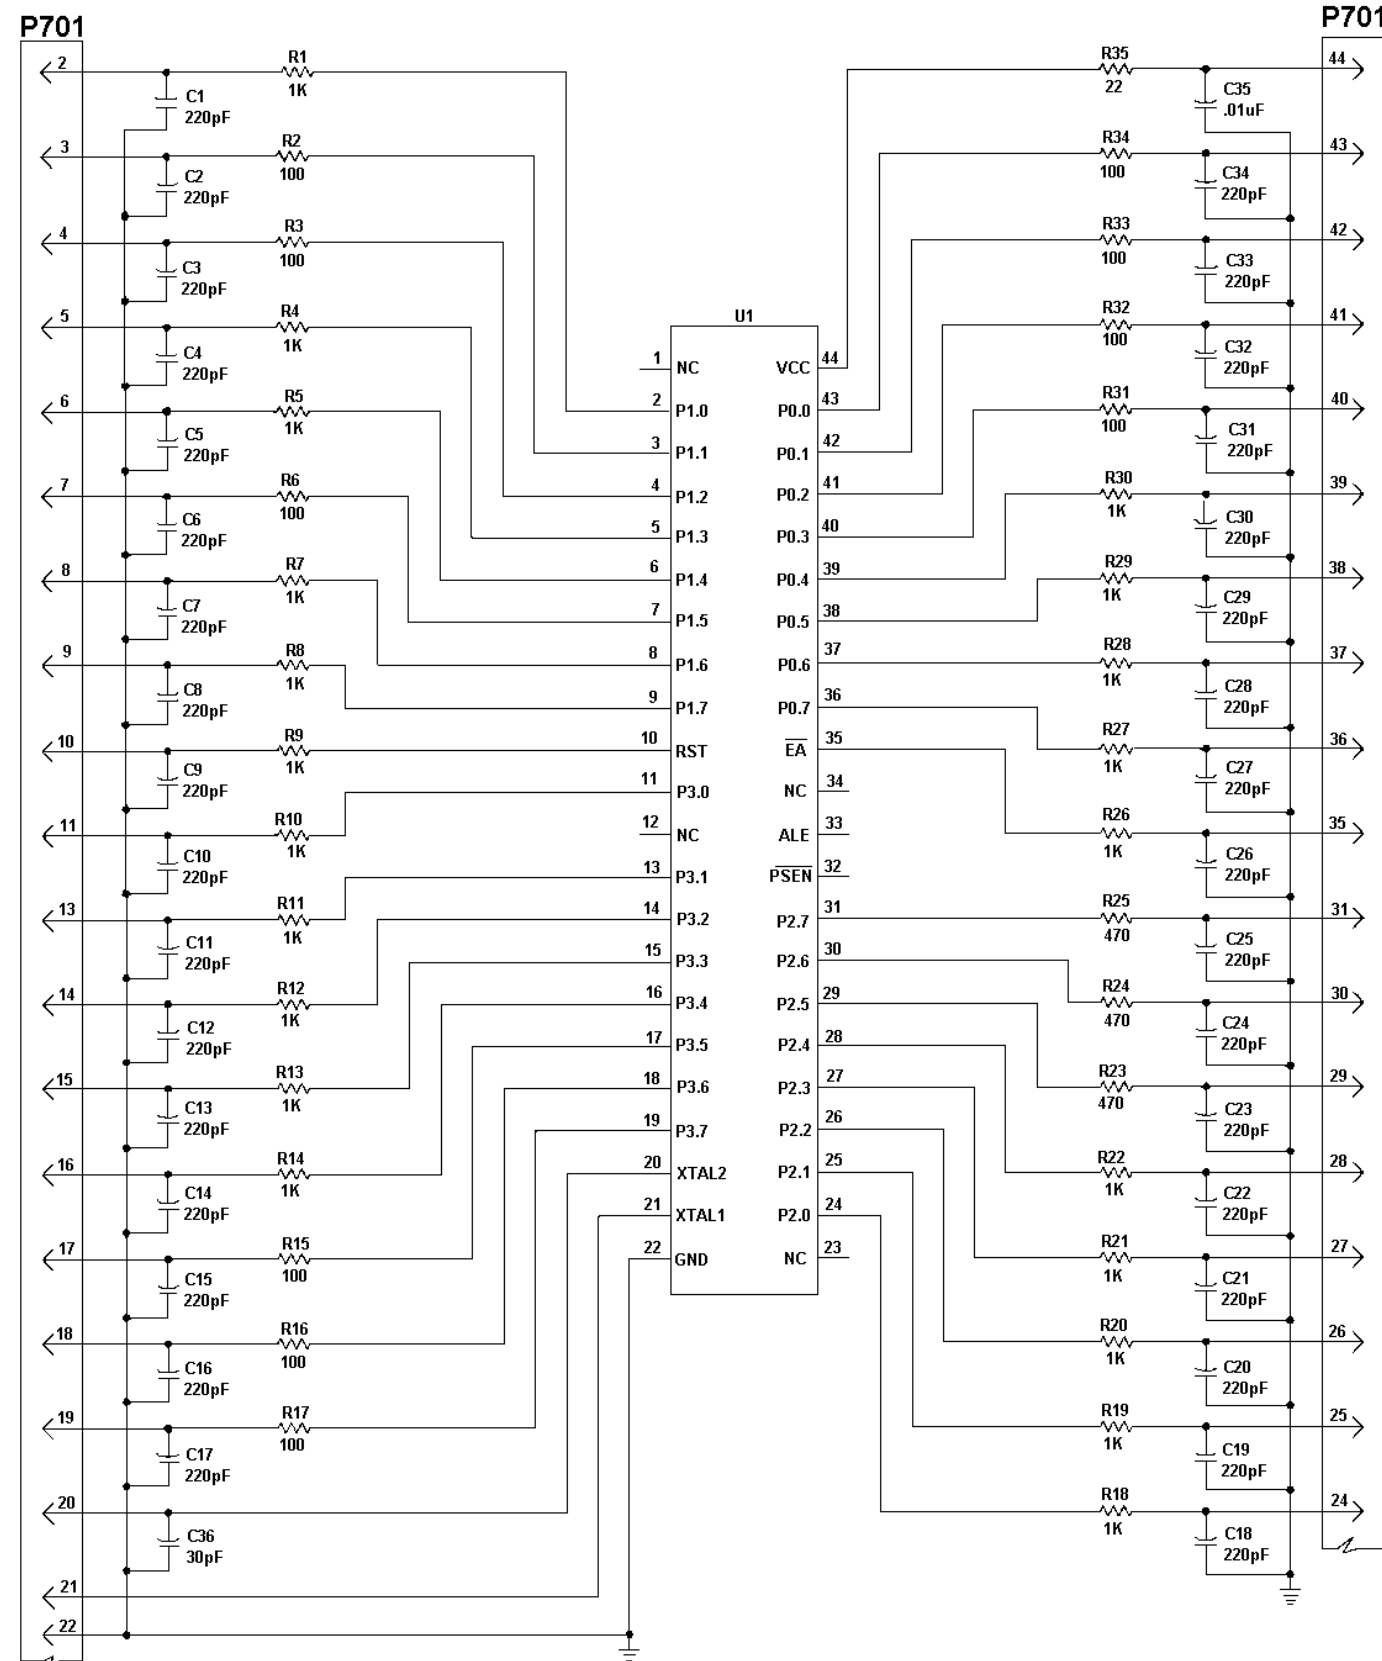 P701
2
R1
1K
C1
220pF
3
R2
100
C2
220pF
4
R3
100
C3
220pF
5
R4
1K
C4
220pF
6
R5
1K
C5
220pF
7
R6
100
C6
220pF
8
R7
1K
C7
220pF
9
R8
1K
C8
220pF
10
R9
1K
C9
220pF
11
R10
1K
C10
220pF
13
R11
1K
C11
220pF
14
R12
1K
C12
220pF
15
R13
1K
C13
220pF
16
R14
1K
C14
220pF
17
R15
100
C15
220pF
18
R16
100
C16
220pF
19
R17
100
C17
220pF
20
C36
30pF
21
22
U1
1 NC
2 P1.0
3 P1.1
4 P1.2
5 P1.3
6 P1.4
7 P1.5
8 P1.6
9 P1.7
10 RST
11 P3.0
12 NC
13 P3.1
14 P3.2
15 P3.3
16 P3.4
17 P3.5
18 P3.6
19 P3.7
20 XTAL2
21 XTAL1
22 GND
VCC 44
P0.0 43
P0.1 42
P0.2 41
P0.3 40
P0.4 39
P0.5 38
P0.6 37
P0.7 36
EA 35
NC 34
ALE 33
PSEN 32
P2.7 31
P2.6 30
P2.5 29
P2.4 28
P2.3 27
P2.2 26
P2.1 25
P2.0 24
NC 23
P701
R35
22
C35
.01uF
44
R34
100
C34
220pF
43
R33
100
C33
220pF
42
R32
100
C32
220pF
41
R31
100
C31
220pF
40
R30
1K
C30
220pF
39
R29
1K
C29
220pF
38
R28
1K
C28
220pF
37
R27
1K
C27
220pF
36
R26
1K
C26
220pF
35
R25
470
C25
220pF
31
R24
470
C24
220pF
30
R23
470
C23
220pF
29
R22
1K
C22
220pF
28
R21
1K
C21
220pF
27
R20
1K
C20
220pF
26
R19
1K
C19
220pF
25
R18
1K
C18
220pF
24